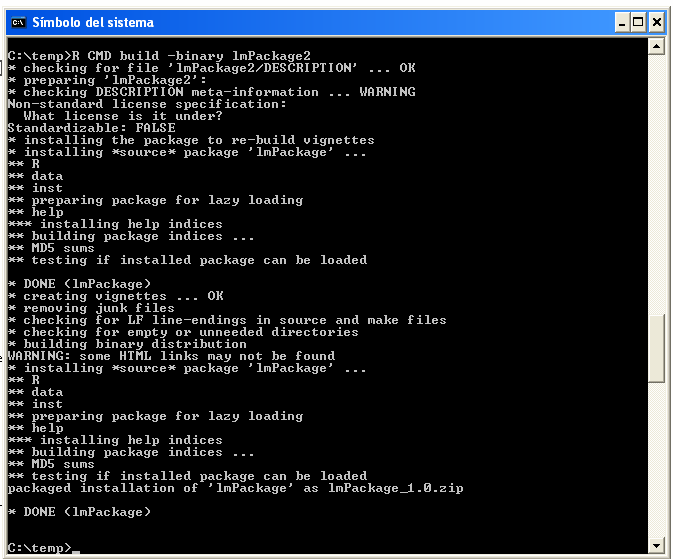 Símbolo del sistema
C:\temp>R CMD build -binary lmPackage2
* checking for file 'lmPackage2/DESCRIPTION' ... OK
* preparing 'lmPackage2':
* checking DESCRIPTION meta-information ... WARNING
Non-standard license specification:
  What license is it under?
Standardizable: FALSE
* installing the package to re-build vignettes
* installing *source* package 'lmPackage' ...
** R
** data
** inst
** preparing package for lazy loading
** help
*** installing help indices
** building package indices ...
** MD5 sums
** testing if installed package can be loaded
* DONE (lmPackage)
* creating vignettes ... OK
* removing junk files
* checking for LF line-endings in source and make files
* checking for empty or unneeded directories
* building binary distribution
WARNING: some HTML links may not be found
* installing *source* package 'lmPackage' ...
** R
** data
** inst
** preparing package for lazy loading
** help
*** installing help indices
** building package indices ...
** MD5 sums
** testing if installed package can be loaded
packaged installation of 'lmPackage' as lmPackage_1.0.zip
* DONE (lmPackage)
C:\temp>_